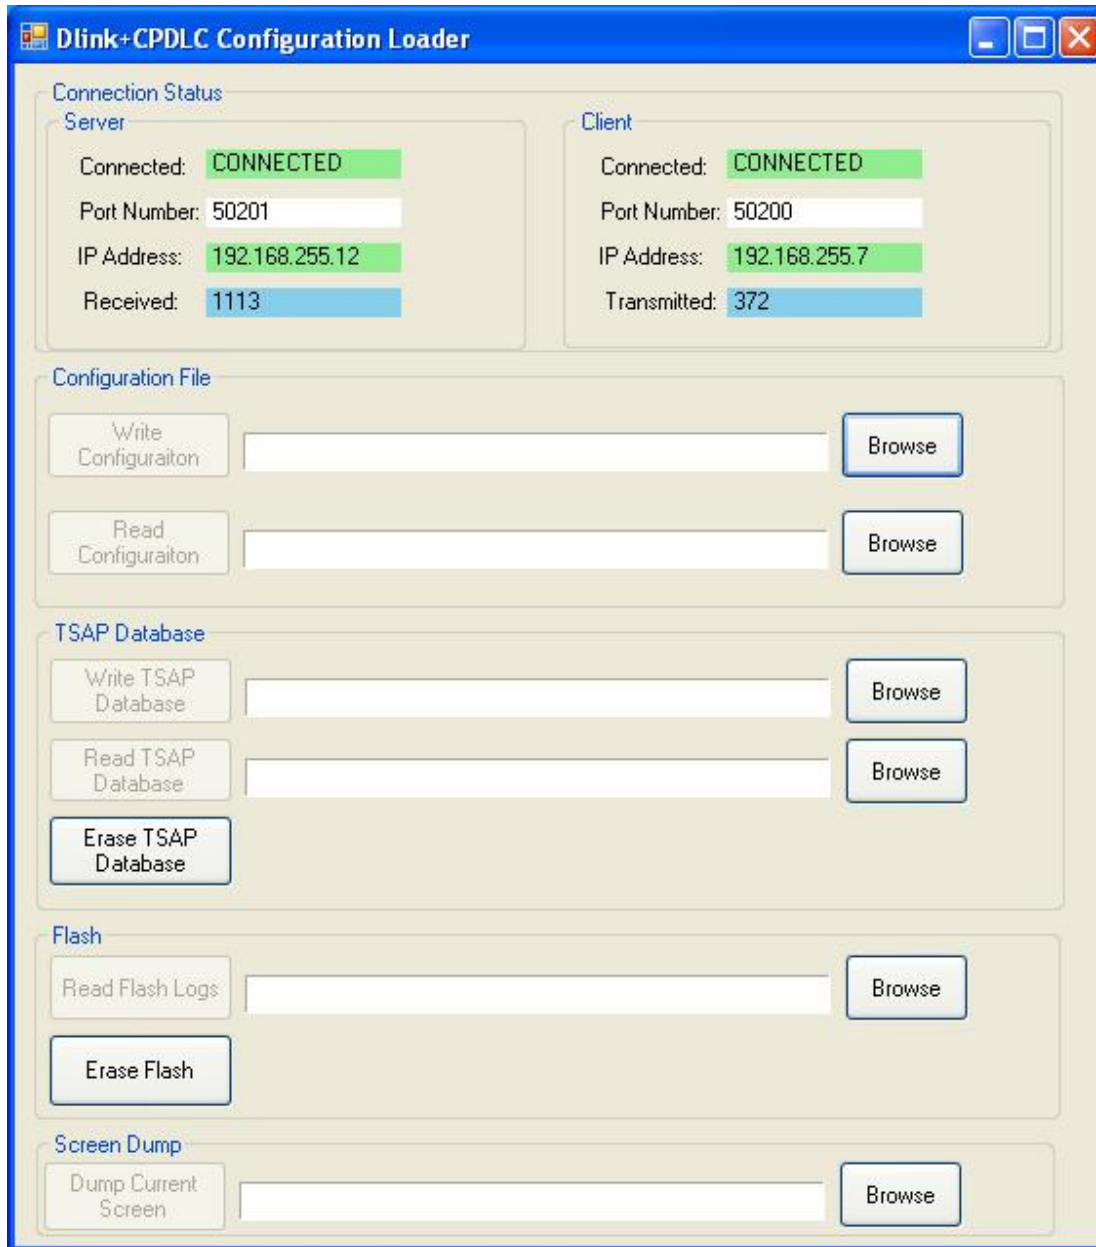 Dlink+CPDLC Configuration Loader
Connection Status
Server
Connected: CONNECTED
Port Number: 50201
IP Address: 192.168.255.12
Received: 1113
Client
Connected: CONNECTED
Port Number: 50200
IP Address: 192.168.255.7
Transmitted: 372
Configuration File
Write
Configuraiton
Browse
Read
Configuraiton
Browse
TSAP Database
Write TSAP
Database
Browse
Read TSAP
Database
Browse
Erase TSAP
Database
Flash
Read Flash Logs
Browse
Erase Flash
Screen Dump
Dump Current
Screen
Browse